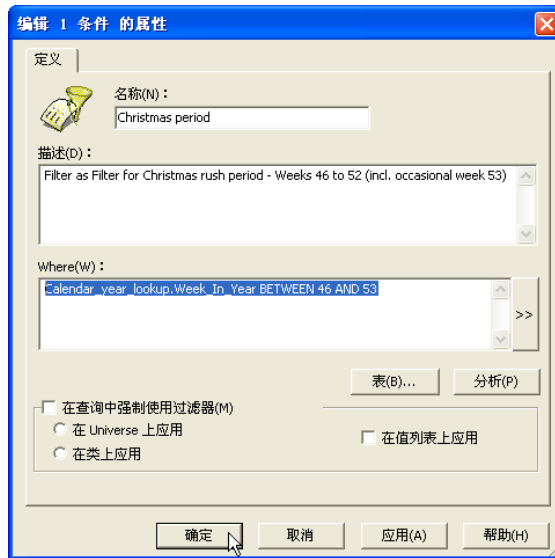 编辑 1 条件 的属性
定义
名称(N)：
Christmas period
描述(D)：
Filter as Filter for Christmas rush period - Weeks 46 to 52 (incl. occasional week 53)
Where(W)：
Calendar_year_lookup.Week_In_Year BETWEEN 46 AND 53
>>
表(B)... 分析(P)
在查询中强制使用过滤器(M)
在 Universe 上应用
在值列表上应用
在类上应用
确定 取消 应用(A) 帮助(H)